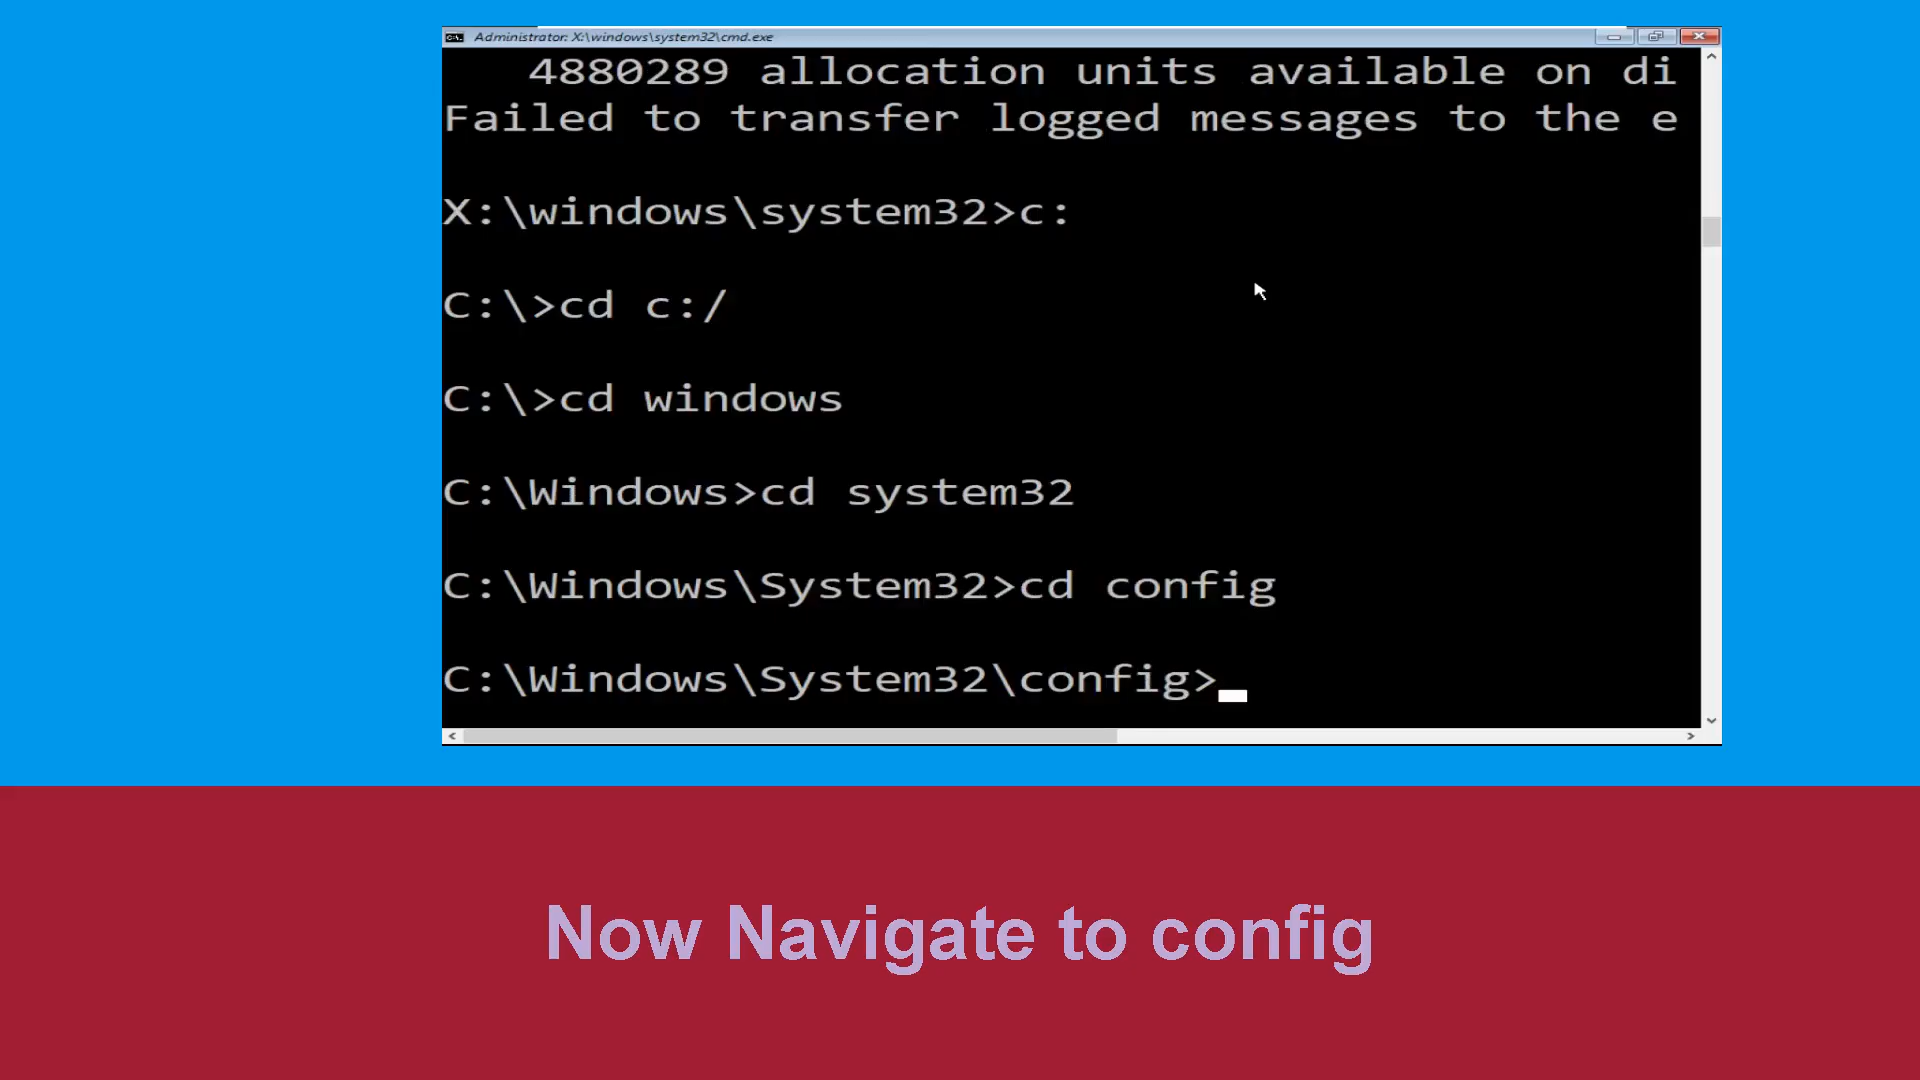 Administrator: X:\windows\system32\cmd.exe
4880289 allocation units available on di
Failed to transfer logged messages to the e
X:\windows\system32>c:
C:\>cd c:/
C:\>cd windows
C:\Windows>cd system32
C:\Windows\System32>cd config
C:\Windows\System32\config>
Now Navigate to config